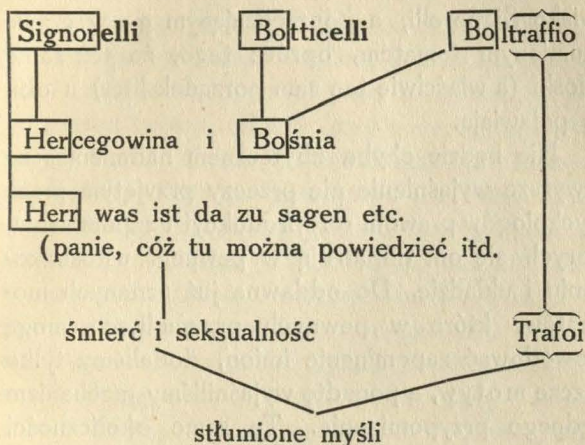 Signorelli Botticelli Boltraffio
Hercegowina i Bośnia
Herr was ist da zu sagen etc.
(panie, cóż tu można powiedzieć itd.
śmierć i seksualność Trafoi
stłumione myśli